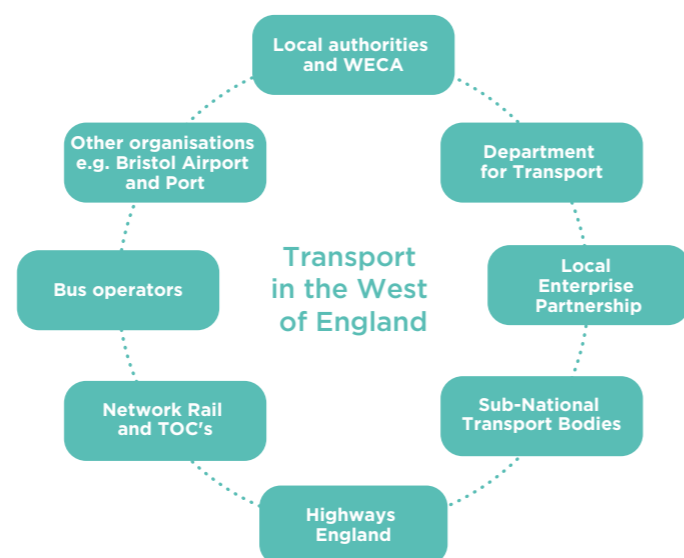 Local authorities
and WECA
Department
for Transport
Local
Enterprise
Partnership
Sub-National
Transport Bodies
Highways
England
Network Rail
and TOC's
Bus operators
Other organisations
e.g. Bristol Airport
and Port
Transport
in the West
of England